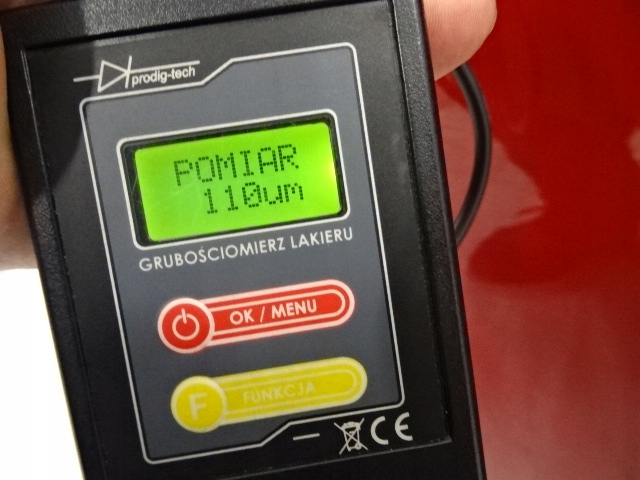 prodig-tech
POMIAR
110um
GRUBOŚCIOMIERZ LAKIERU
OK / MENU
F FUNKCJA
CE